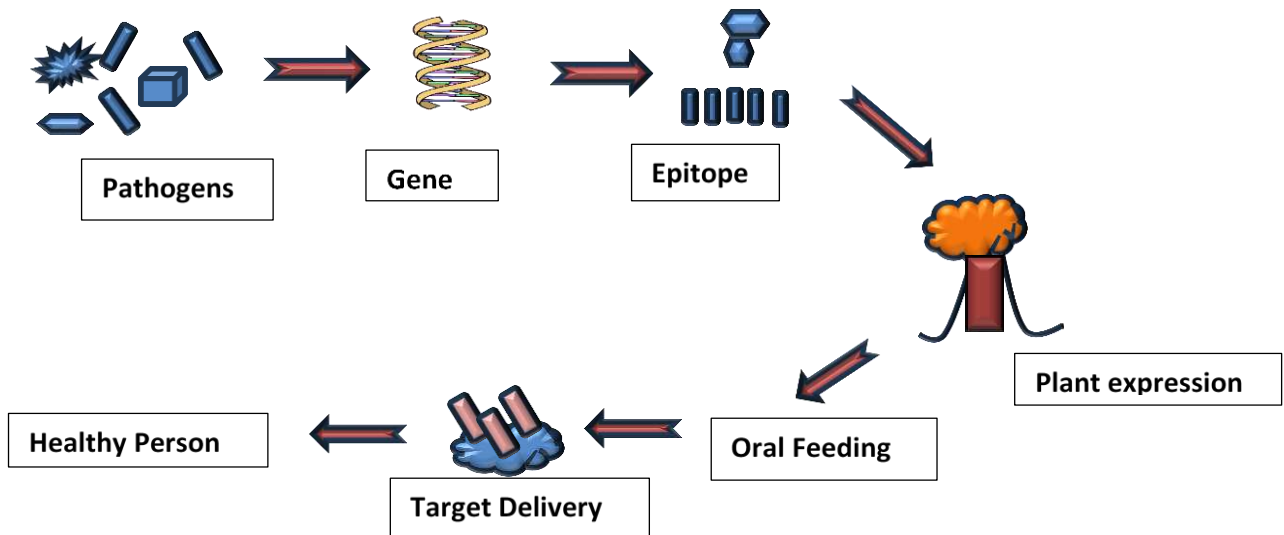 Pathogens
Gene
Epitope
Plant expression
Oral Feeding
Target Delivery
Healthy Person